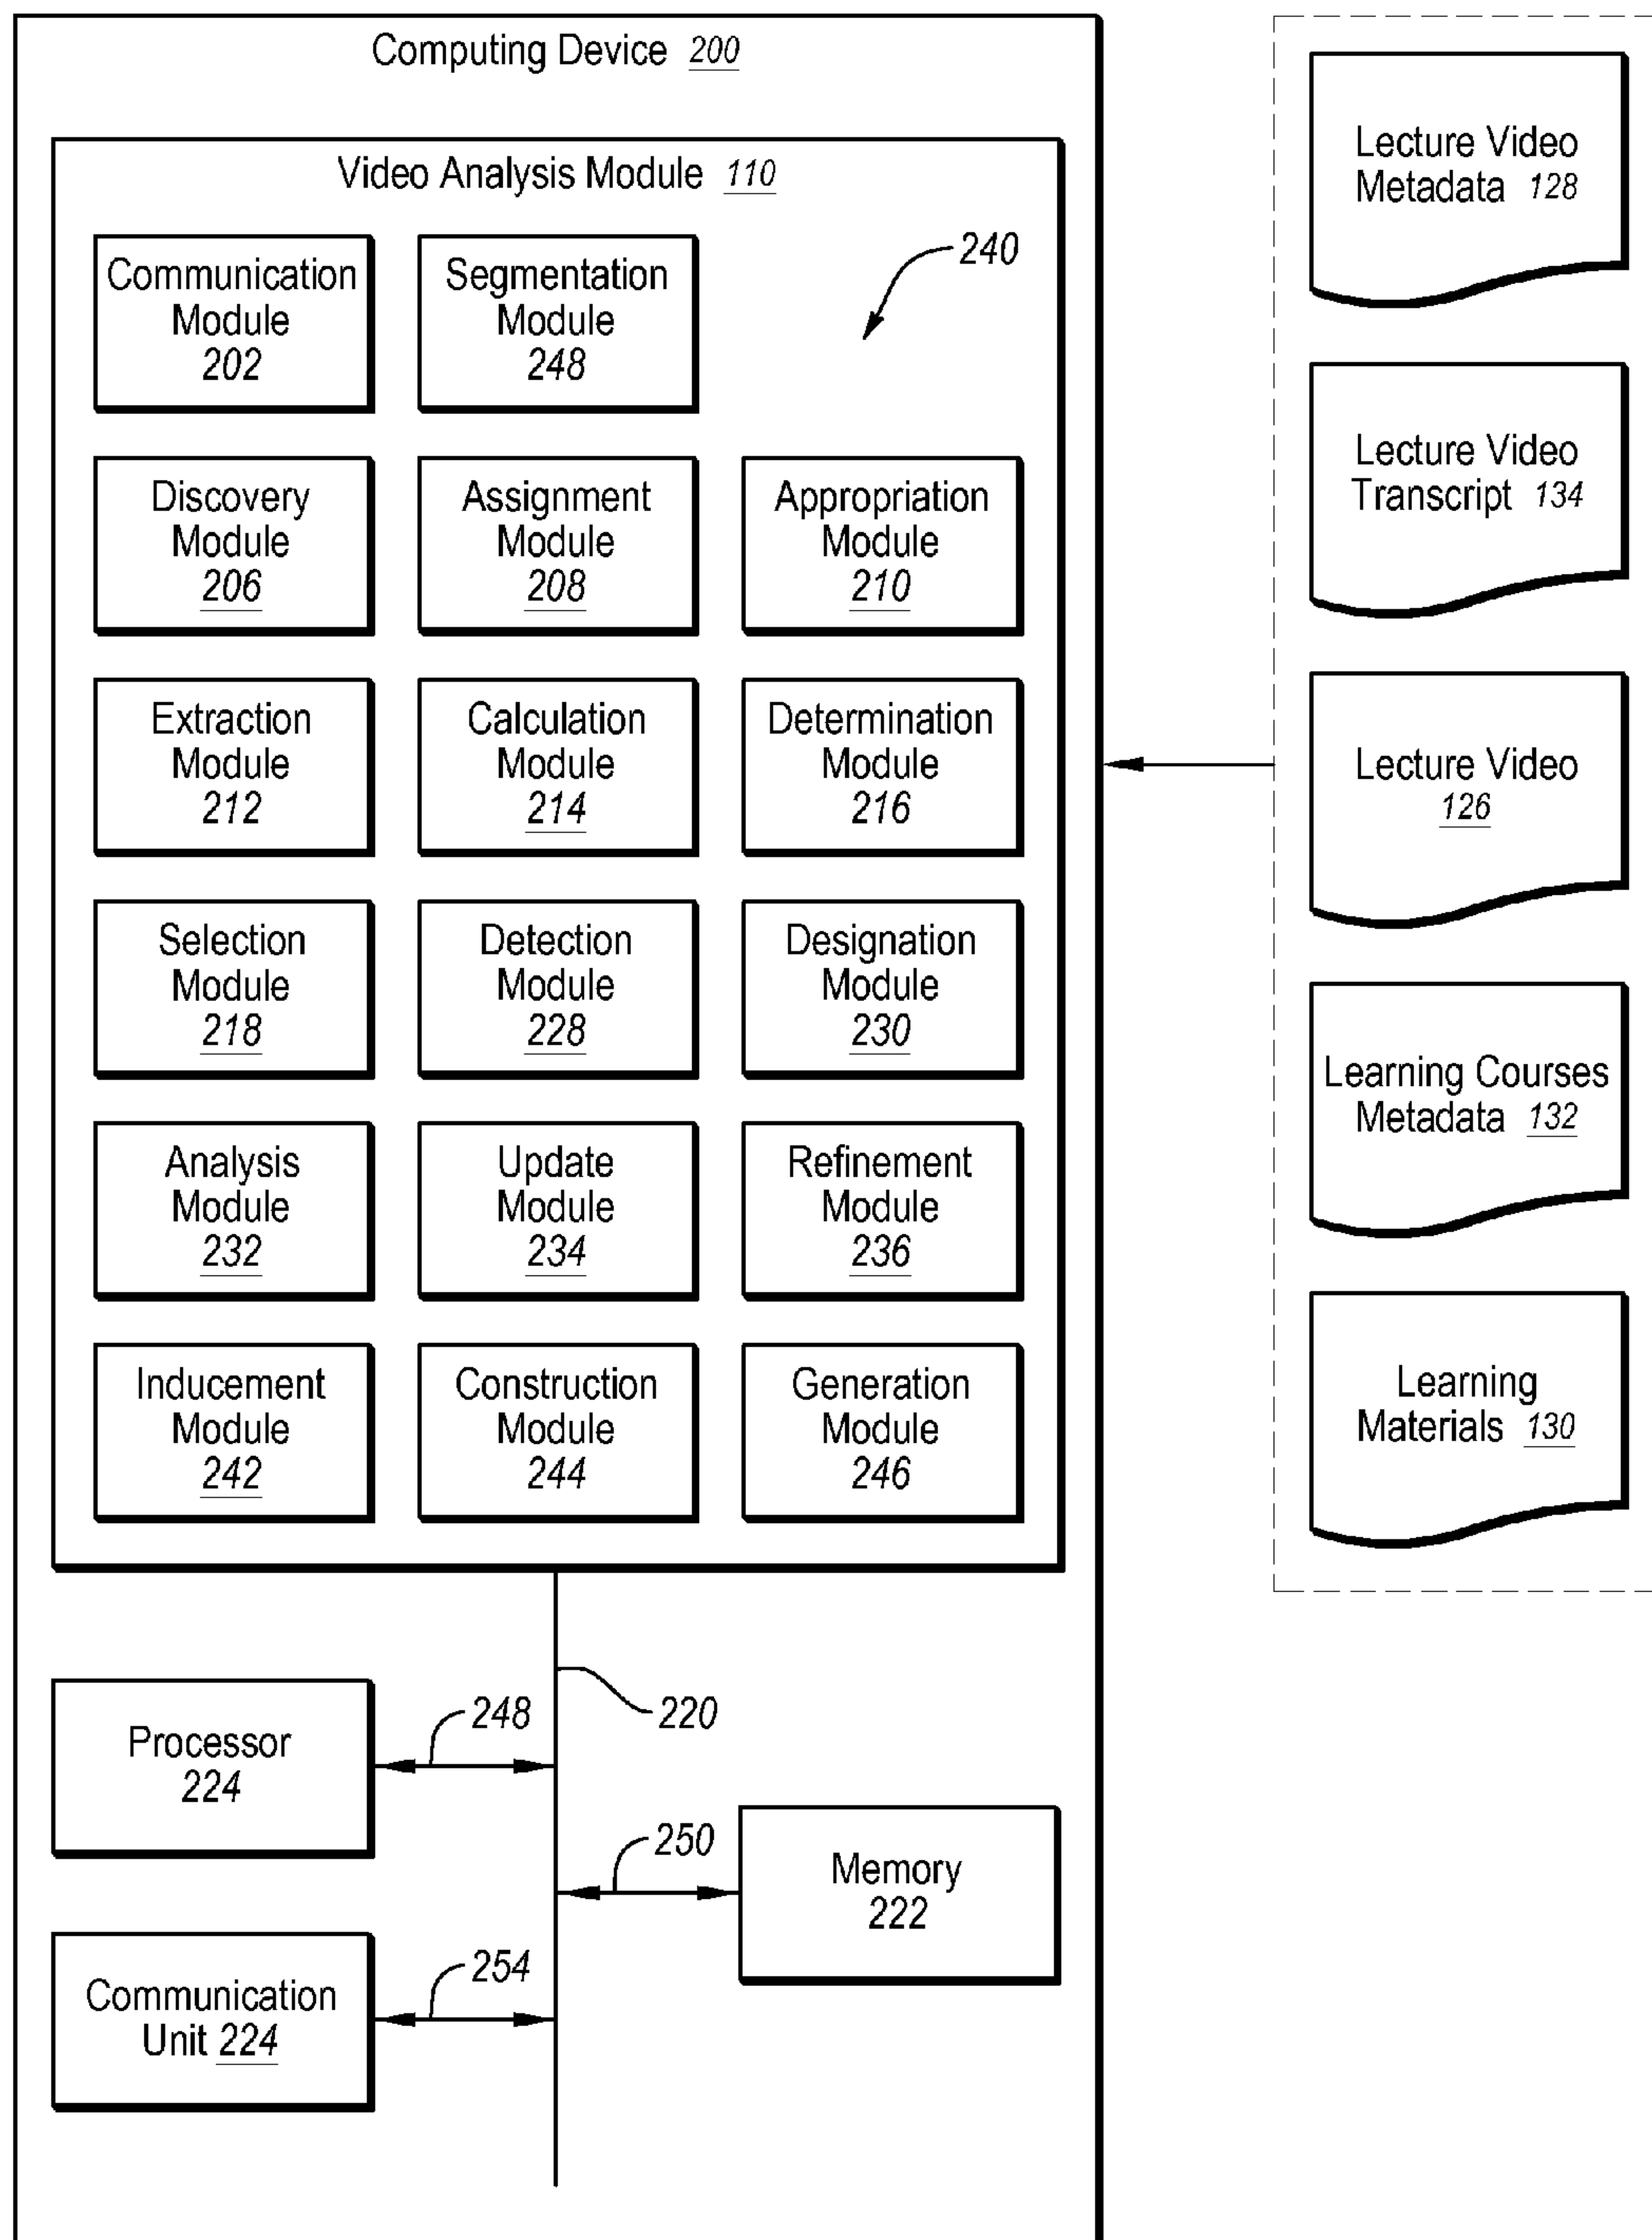 Computing Device 200
Video Analysis Module 110
Communication
Module
202
Segmentation
Module
248
240
Discovery
Module
206
Assignment
Module
208
Appropriation
Module
210
Extraction
Module
212
Calculation
Module
214
Determination
Module
216
Selection
Module
218
Detection
Module
228
Designation
Module
230
Analysis
Module
232
Update
Module
234
Refinement
Module
236
Inducement
Module
242
Construction
Module
244
Generation
Module
246
220
Processor
224
248
250
Memory
222
Communication
Unit 224
254
Lecture Video
Metadata 128
Lecture Video
Transcript 134
Lecture Video
126
Learning Courses
Metadata 132
Learning
Materials 130